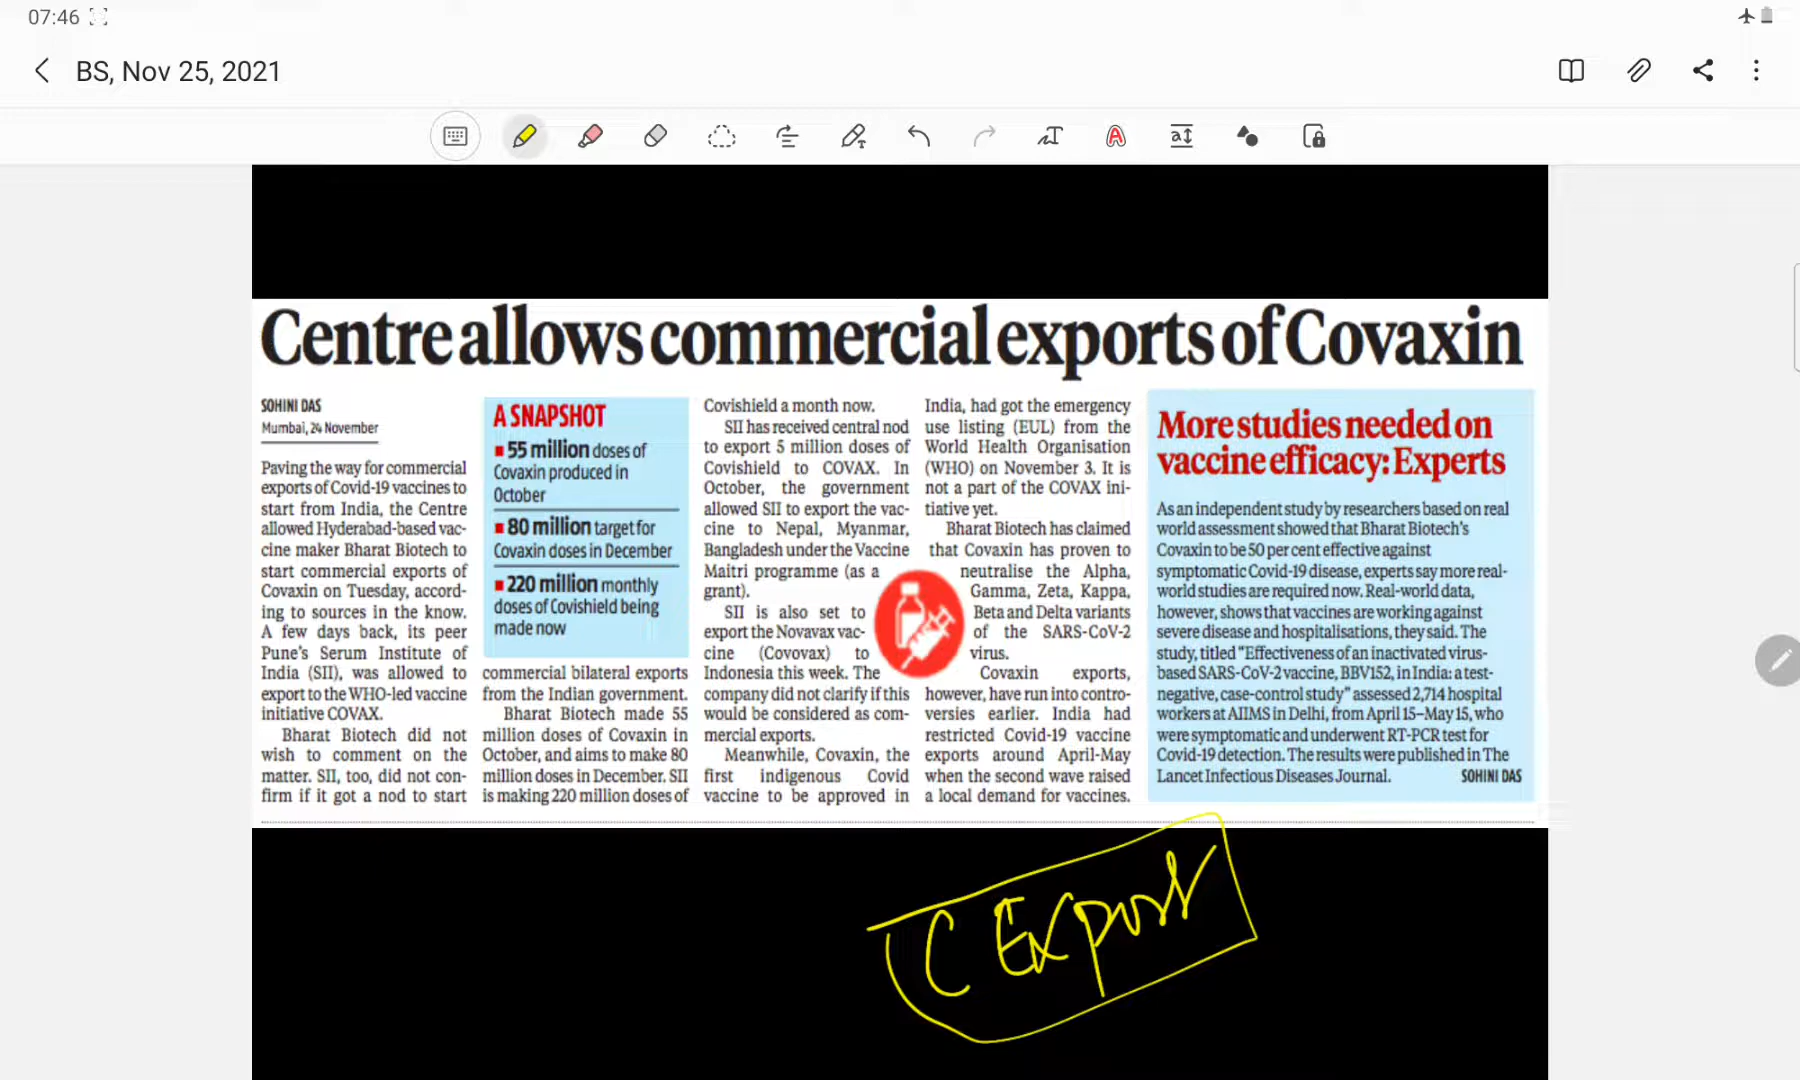 07:46
BS, Nov 25, 2021
Centre allows commercial exports of Covaxin
SOHINI DAS
Mumbai, 24 November
Paving the way for commercial
exports of Covid-19 vaccines to
start from India, the Centre
allowed Hyderabad-based vac-
cine maker Bharat Biotech to
start commercial exports of
Covaxin on Tuesday, accord-
ing to sources in the know.
A few days back, its peer
Pune's Serum Institute of
India (SII), was allowed to
export to the WHO-led vaccine
initiative COVAX.
Bharat Biotech did not
wish to comment on the
matter. SII, too, did not con-
firm if it got a nod to start
A SNAPSHOT
55 million doses of
Covaxin produced in
October
80 million target for
Covaxin doses in December
220 million monthly
doses of Covishield being
made now
commercial bilateral exports
from the Indian government.
Bharat Biotech made 55
million doses of Covaxin in
October, and aims to make 80
million doses in December. SII
is making 220 million doses of
Covishield a month now.
SII has received central nod
to export 5 million doses of
Covishield to COVAX. In
October, the government
allowed SII to export the vac-
cine to Nepal, Myanmar,
Bangladesh under the Vaccine
Maitri programme (as a
grant).
SII is also set to
export the Novavax vac-
cine (Covovax) to
Indonesia this week. The
company did not clarify if this
would be considered as com-
mercial exports.
Meanwhile, Covaxin, the
first indigenous Covid
vaccine to be approved in
India, had got the emergency
use listing (EUL) from the
World Health Organisation
(WHO) on November 3. It is
not a part of the COVAX ini-
tiative yet.
Bharat Biotech has claimed
that Covaxin has proven to
neutralise the Alpha,
Gamma, Zeta, Kappa,
Beta and Delta variants
of the SARS-CoV-2
virus.
Covaxin exports,
however, have run into contro-
versies earlier. India had
restricted Covid-19 vaccine
exports around April-May
when the second wave raised
a local demand for vaccines.
More studies needed on
vaccine efficacy: Experts
As an independent study by researchers based on real
world assessment showed that Bharat Biotech's
Covaxin to be 50 per cent effective against
symptomatic Covid-19 disease, experts say more real-
world studies are required now. Real-world data,
however, shows that vaccines are working against
severe disease and hospitalisations, they said. The
study, titled "Effectiveness of an inactivated virus-
based SARS-CoV-2 vaccine, BBV152, in India: a test-
negative, case-control study" assessed 2,714 hospital
workers at AIIMS in Delhi, from April 15–May 15, who
were symptomatic and underwent RT-PCR test for
Covid-19 detection. The results were published in The
Lancet Infectious Diseases Journal. SOHINI DAS
C Export